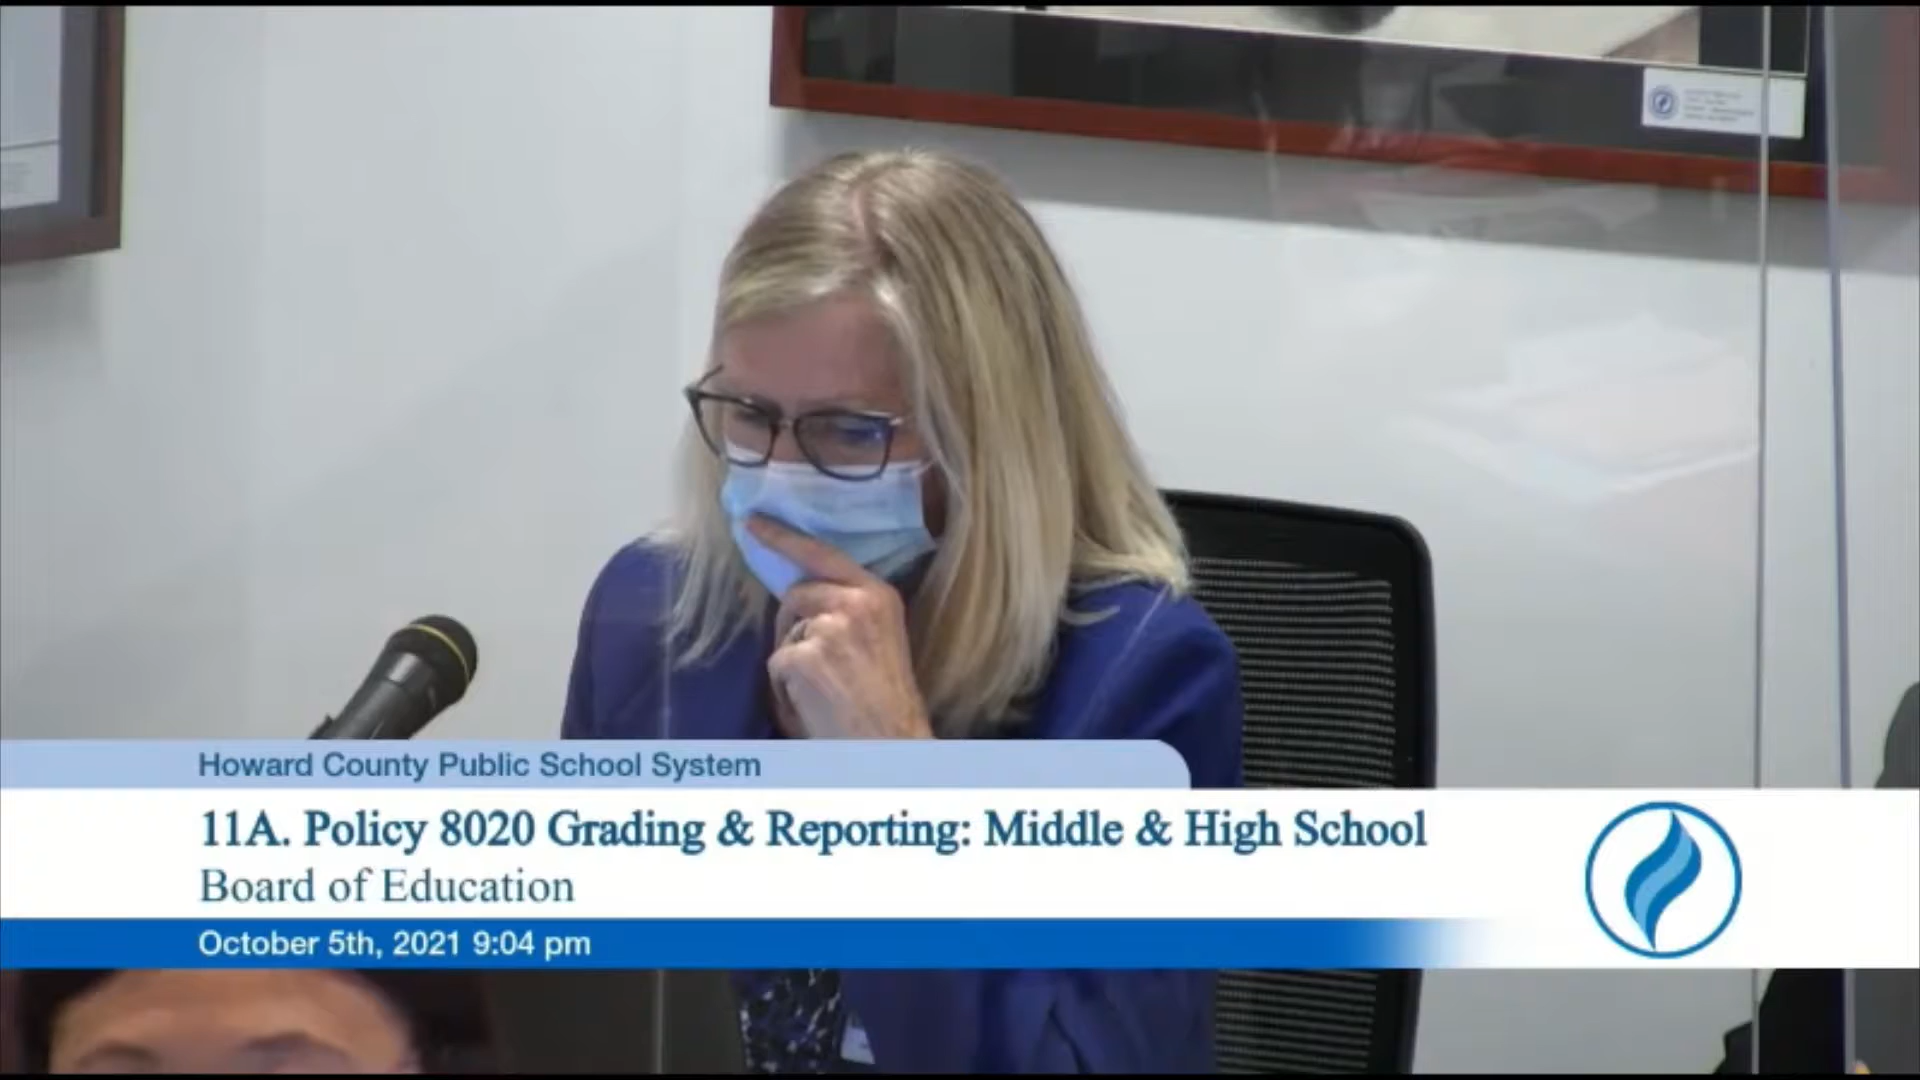 Howard County Public School System
11A. Policy 8020 Grading & Reporting: Middle & High School
Board of Education
October 5th, 2021 9:04 pm